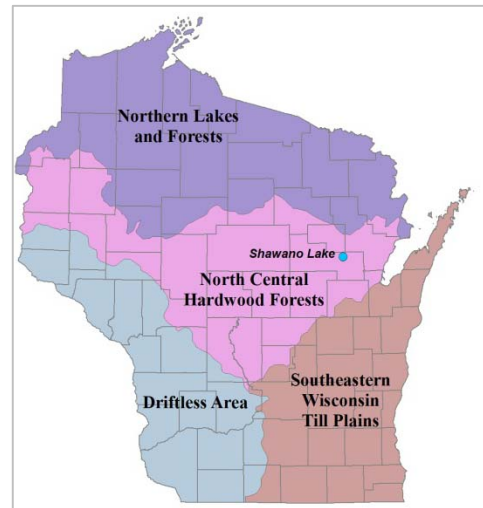 Northern Lakes
and Forests
Shawano Lake
North Central
Hardwood Forests
Driftless Area
Southeastern
Wisconsin
Till Plains